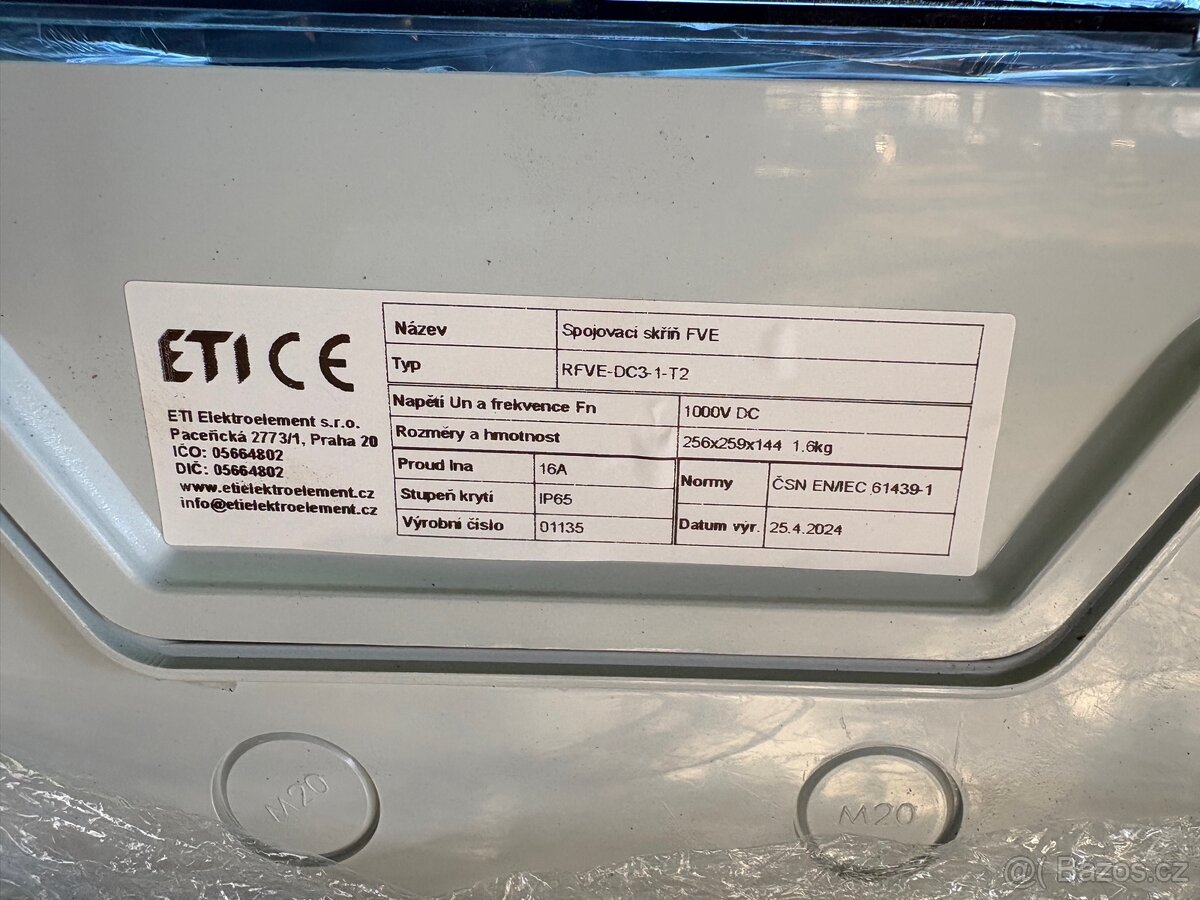 ETI CE
ETI Elektroelement s.r.o.
Paceňcká 2773/1, Praha 20
IČO: 05664802
DIČ: 05664802
www.etielektroelement.cz
info@etielektroelement.cz
Název Spojovací skříň FVE
Typ RFVE-DC3-1-T2
Napětí Un a frekvence Fn 1000V DC
Rozměry a hmotnost 256x259x144 1.6kg
Proud Ina 16A
Stupeň krytí IP65
Výrobní číslo 01135
Normy ČSN EN/IEC 61439-1
Datum výr. 25.4.2024
M20
M20
@( Bazos.cz